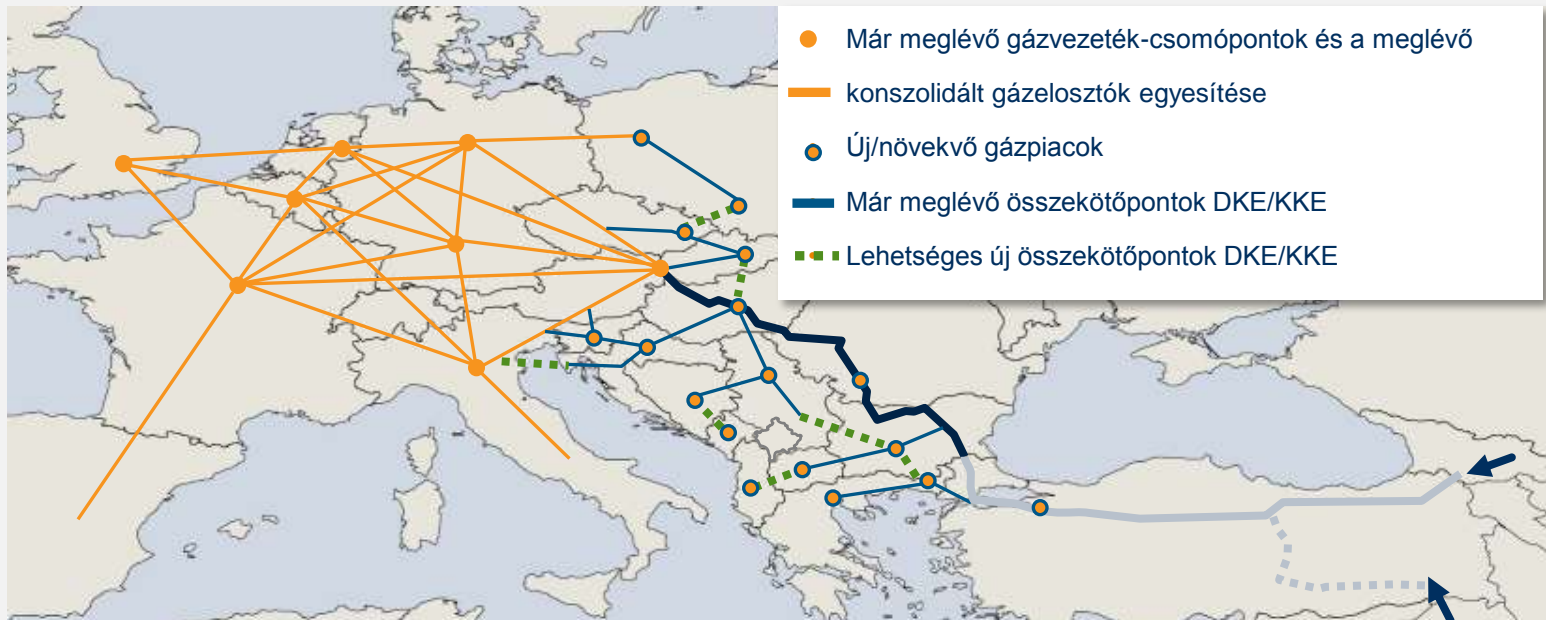 Már meglévő gázvezeték-csomópontok és a meglévő
konszolidált gázelosztók egyesítése
Új/növekvő gázpiacok
Már meglévő összekötőpontok DKE/KKE
Lehetséges új összekötőpontok DKE/KKE